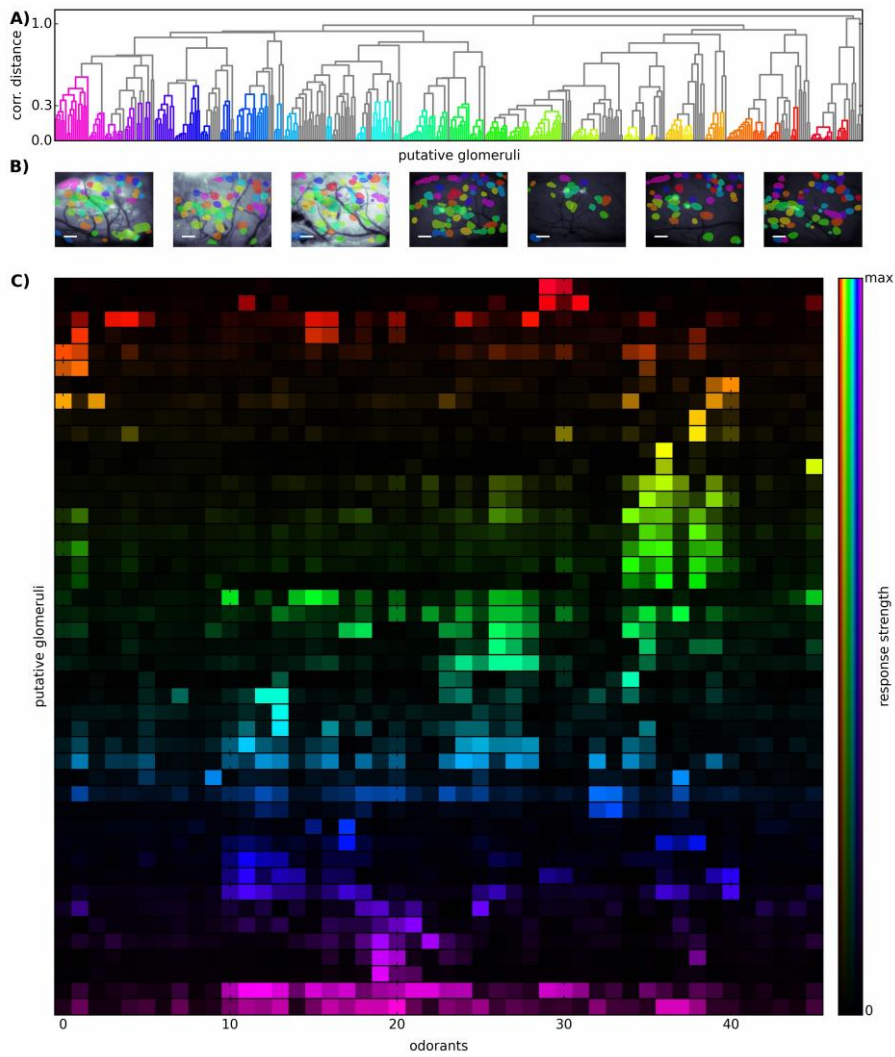 A)
1.0
corr. distance
0.3
0.0
putative glomeruli
B)
C)
max
putative glomeruli
response strength
0
0 10 20 30 40
odorants